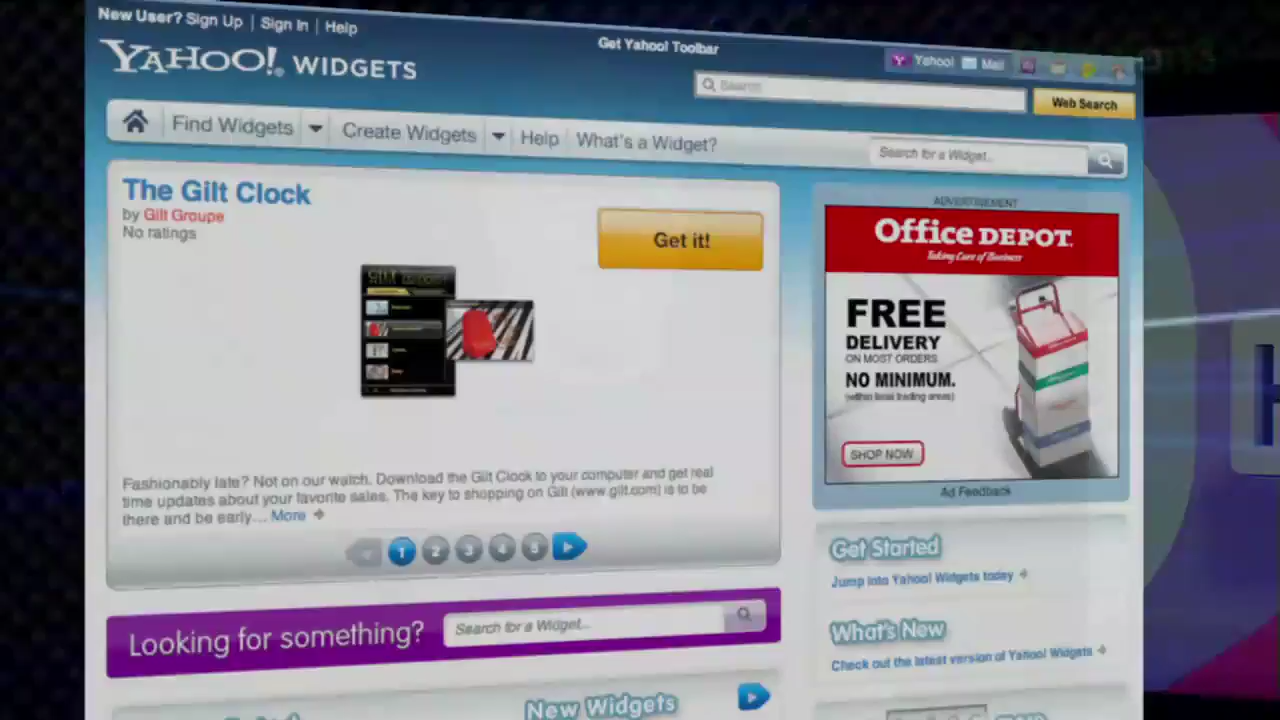 New User? Sign Up | Sign In | Help
Get Yahoo! Toolbar
Yahoo! Mail
YAHOO!. WIDGETS
Search
Web Search
Find Widgets
Create Widgets
Help
What's a Widget?
Search for a Widget...
The Gilt Clock
by Gilt Groupe
No ratings
Get it!
GILT
Fashionably late? Not on our watch. Download the Gilt Clock to your computer and get real
time updates about your favorite sales. The key to shopping on Gilt (www.gilt.com) is to be
there and be early.... More
1 2 3 4 5
ADVERTISEMENT
Office DEPOT.
Taking Care of Business
FREE
DELIVERY
ON MOST ORDERS
NO MINIMUM.
(within local trading areas)
SHOP NOW
Ad Feedback
Get Started
Jump into Yahoo! Widgets today
What's New
Check out the latest version of Yahoo! Widgets
Looking for something?
Search for a Widget...
New Widgets